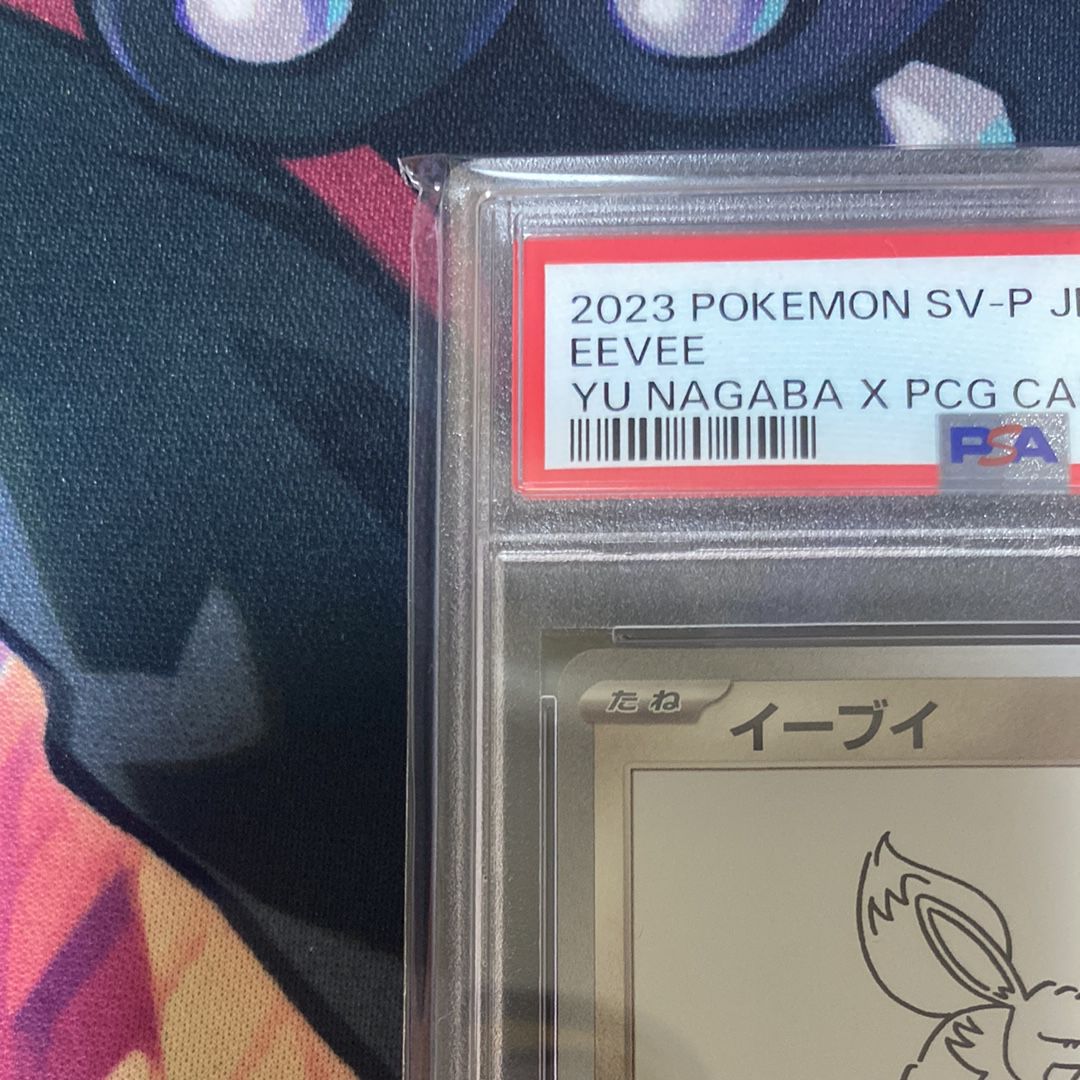 2023 POKEMON SV-P
EEVEE
YU NAGABA X PCG
PSA
たね
イーブイ